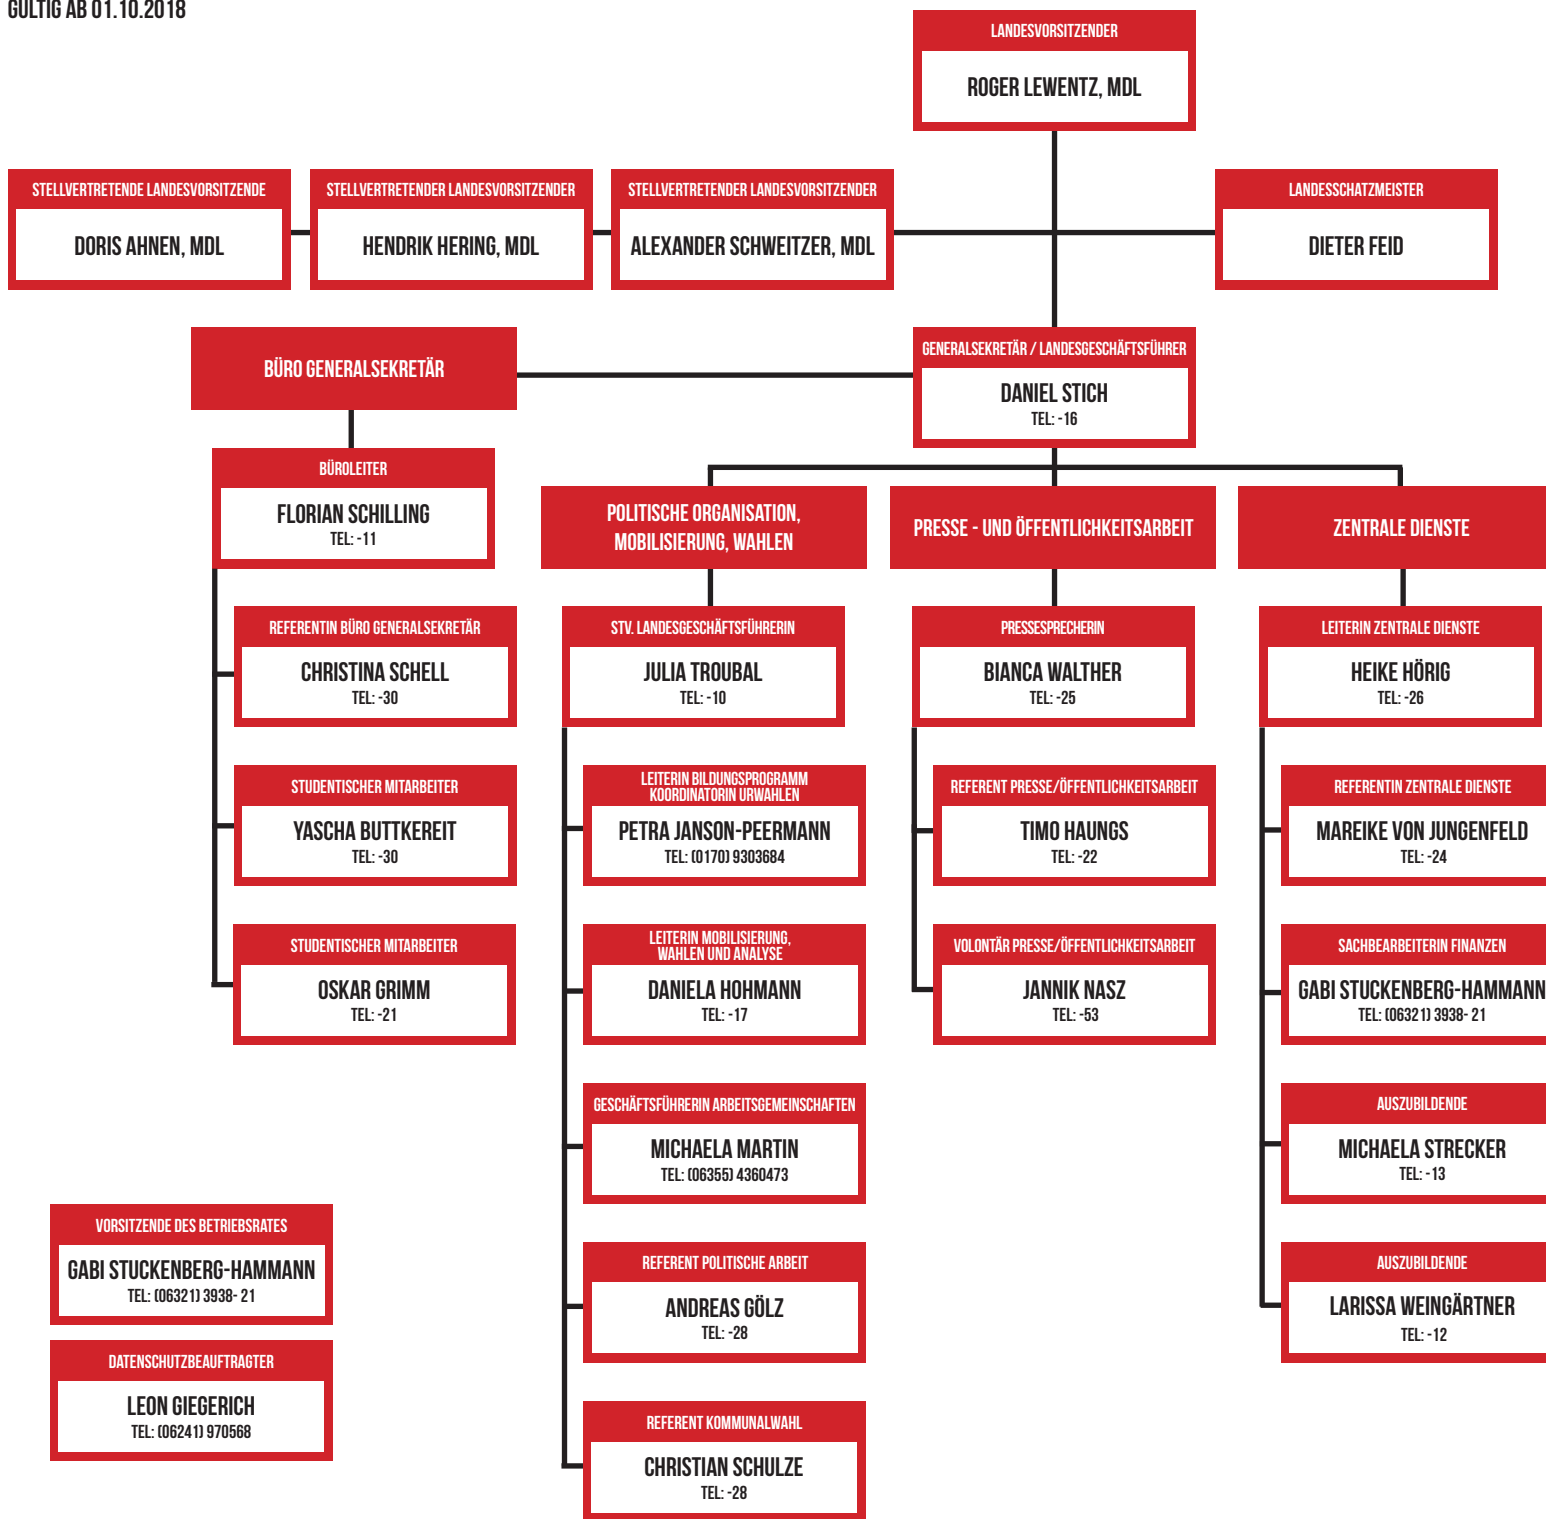 GÜLTIG AB 01.10.2018
LANDESVORSITZENDER
ROGER LEWENTZ, MDL
STELLVERTRETENDE LANDESVORSITZENDE
DORIS AHNEN, MDL
STELLVERTRETENDER LANDESVORSITZENDER
HENDRIK HERING, MDL
STELLVERTRETENDER LANDESVORSITZENDER
ALEXANDER SCHWEITZER, MDL
LANDESSCHATZMEISTER
DIETER FEID
BÜRO GENERALSEKRETÄR
GENERALSEKRETÄR / LANDESGESCHÄFTSFÜHRER
DANIEL STICH
TEL: -16
BÜROLEITER
FLORIAN SCHILLING
TEL: -11
REFERENTIN BÜRO GENERALSEKRETÄR
CHRISTINA SCHELL
TEL: -30
STUDENTISCHER MITARBEITER
YASCHA BUTTKEREIT
TEL: -30
STUDENTISCHER MITARBEITER
OSKAR GRIMM
TEL: -21
POLITISCHE ORGANISATION,
MOBILISIERUNG, WAHLEN
STV. LANDESGESCHÄFTSFÜHRERIN
JULIA TROUBAL
TEL: -10
LEITERIN BILDUNGSPROGRAMM
KOORDINATORIN URWAHLEN
PETRA JANSON-PEERMANN
TEL: (0170) 9303684
LEITERIN MOBILISIERUNG,
WAHLEN UND ANALYSE
DANIELA HOHMANN
TEL: -17
GESCHÄFTSFÜHRERIN ARBEITSGEMEINSCHAFTEN
MICHAELA MARTIN
TEL: (06355) 4360473
REFERENT POLITISCHE ARBEIT
ANDREAS GÖLZ
TEL: -28
REFERENT KOMMUNALWAHL
CHRISTIAN SCHULZE
TEL: -28
PRESSE - UND ÖFFENTLICHKEITSARBEIT
PRESSESPRECHERIN
BIANCA WALTHER
TEL: -25
REFERENT PRESSE/ÖFFENTLICHKEITSARBEIT
TIMO HAUNGS
TEL: -22
VOLONTÄR PRESSE/ÖFFENTLICHKEITSARBEIT
JANNIK NASZ
TEL: -53
ZENTRALE DIENSTE
LEITERIN ZENTRALE DIENSTE
HEIKE HÖRIG
TEL: -26
REFERENTIN ZENTRALE DIENSTE
MAREIKE VON JUNGENFELD
TEL: -24
SACHBEARBEITERIN FINANZEN
GABI STUCKENBERG-HAMMANN
TEL: (06321) 3938- 21
AUSZUBILDENDE
MICHAELA STRECKER
TEL: -13
AUSZUBILDENDE
LARISSA WEINGÄRTNER
TEL: -12
VORSITZENDE DES BETRIEBSRATES
GABI STUCKENBERG-HAMMANN
TEL: (06321) 3938- 21
DATENSCHUTZBEAUFTRAGTER
LEON GIEGERICH
TEL: (06241) 970568